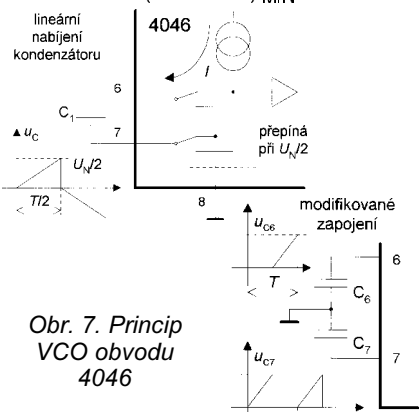 M/N
lineární
nabíjení
kondenzátoru
4046
I
6
C1
7
uC
UN/2
T/2
přepíná
při UN/2
8
modifikované
zapojení
uC6
T
6
C6
C7
7
uC7
Obr. 7. Princip
VCO obvodu
4046